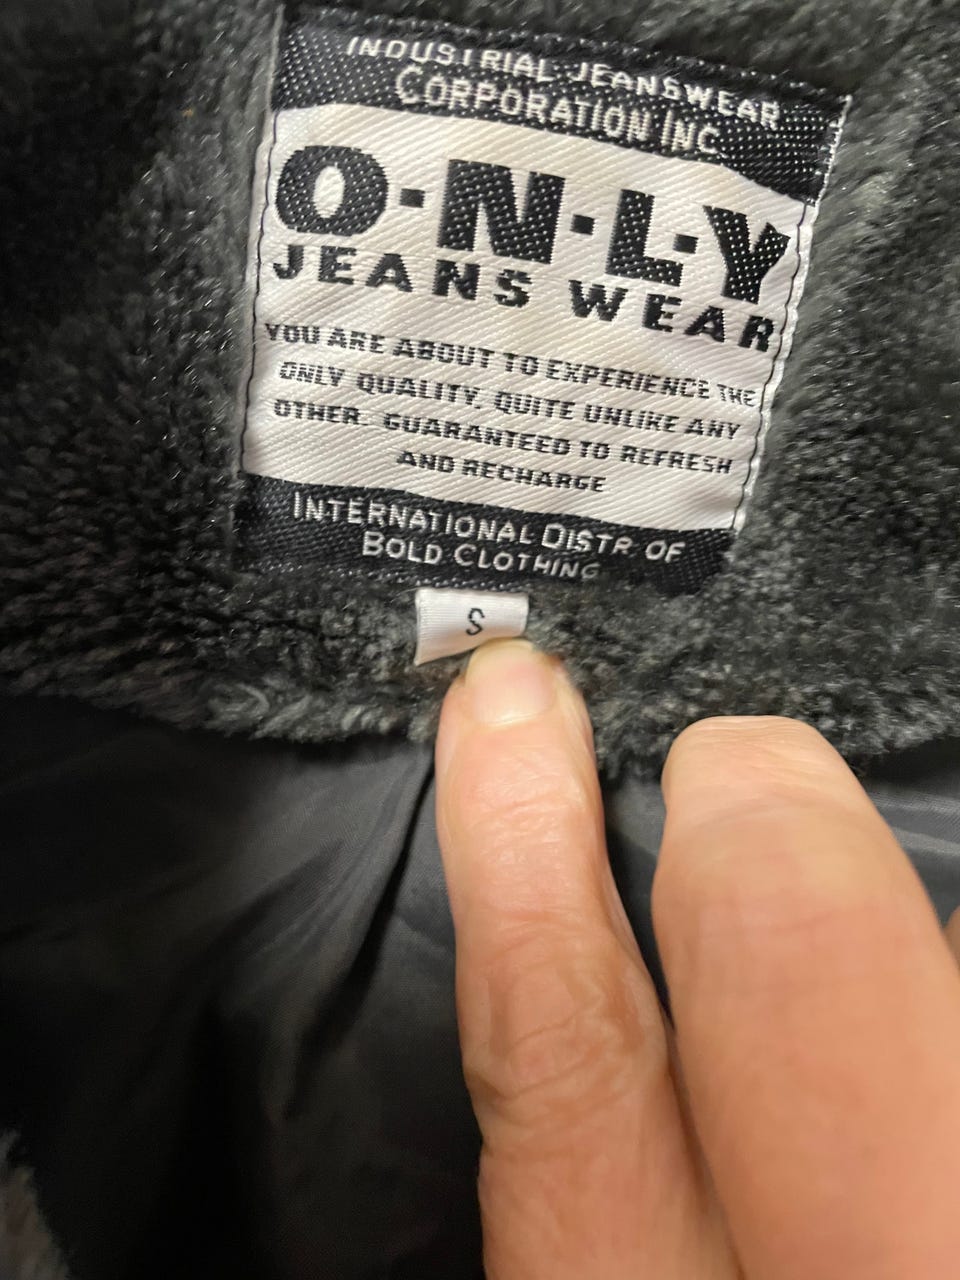 INDUSTRIAL JEANSWEAR
CORPORATION INC.
O·N·L·Y
JEANS WEAR
YOU ARE ABOUT TO EXPERIENCE THE
ONLY QUALITY. QUITE UNLIKE ANY
OTHER. GUARANTEED TO REFRESH
AND RECHARGE
INTERNATIONAL DISTR. OF
BOLD CLOTHING
S